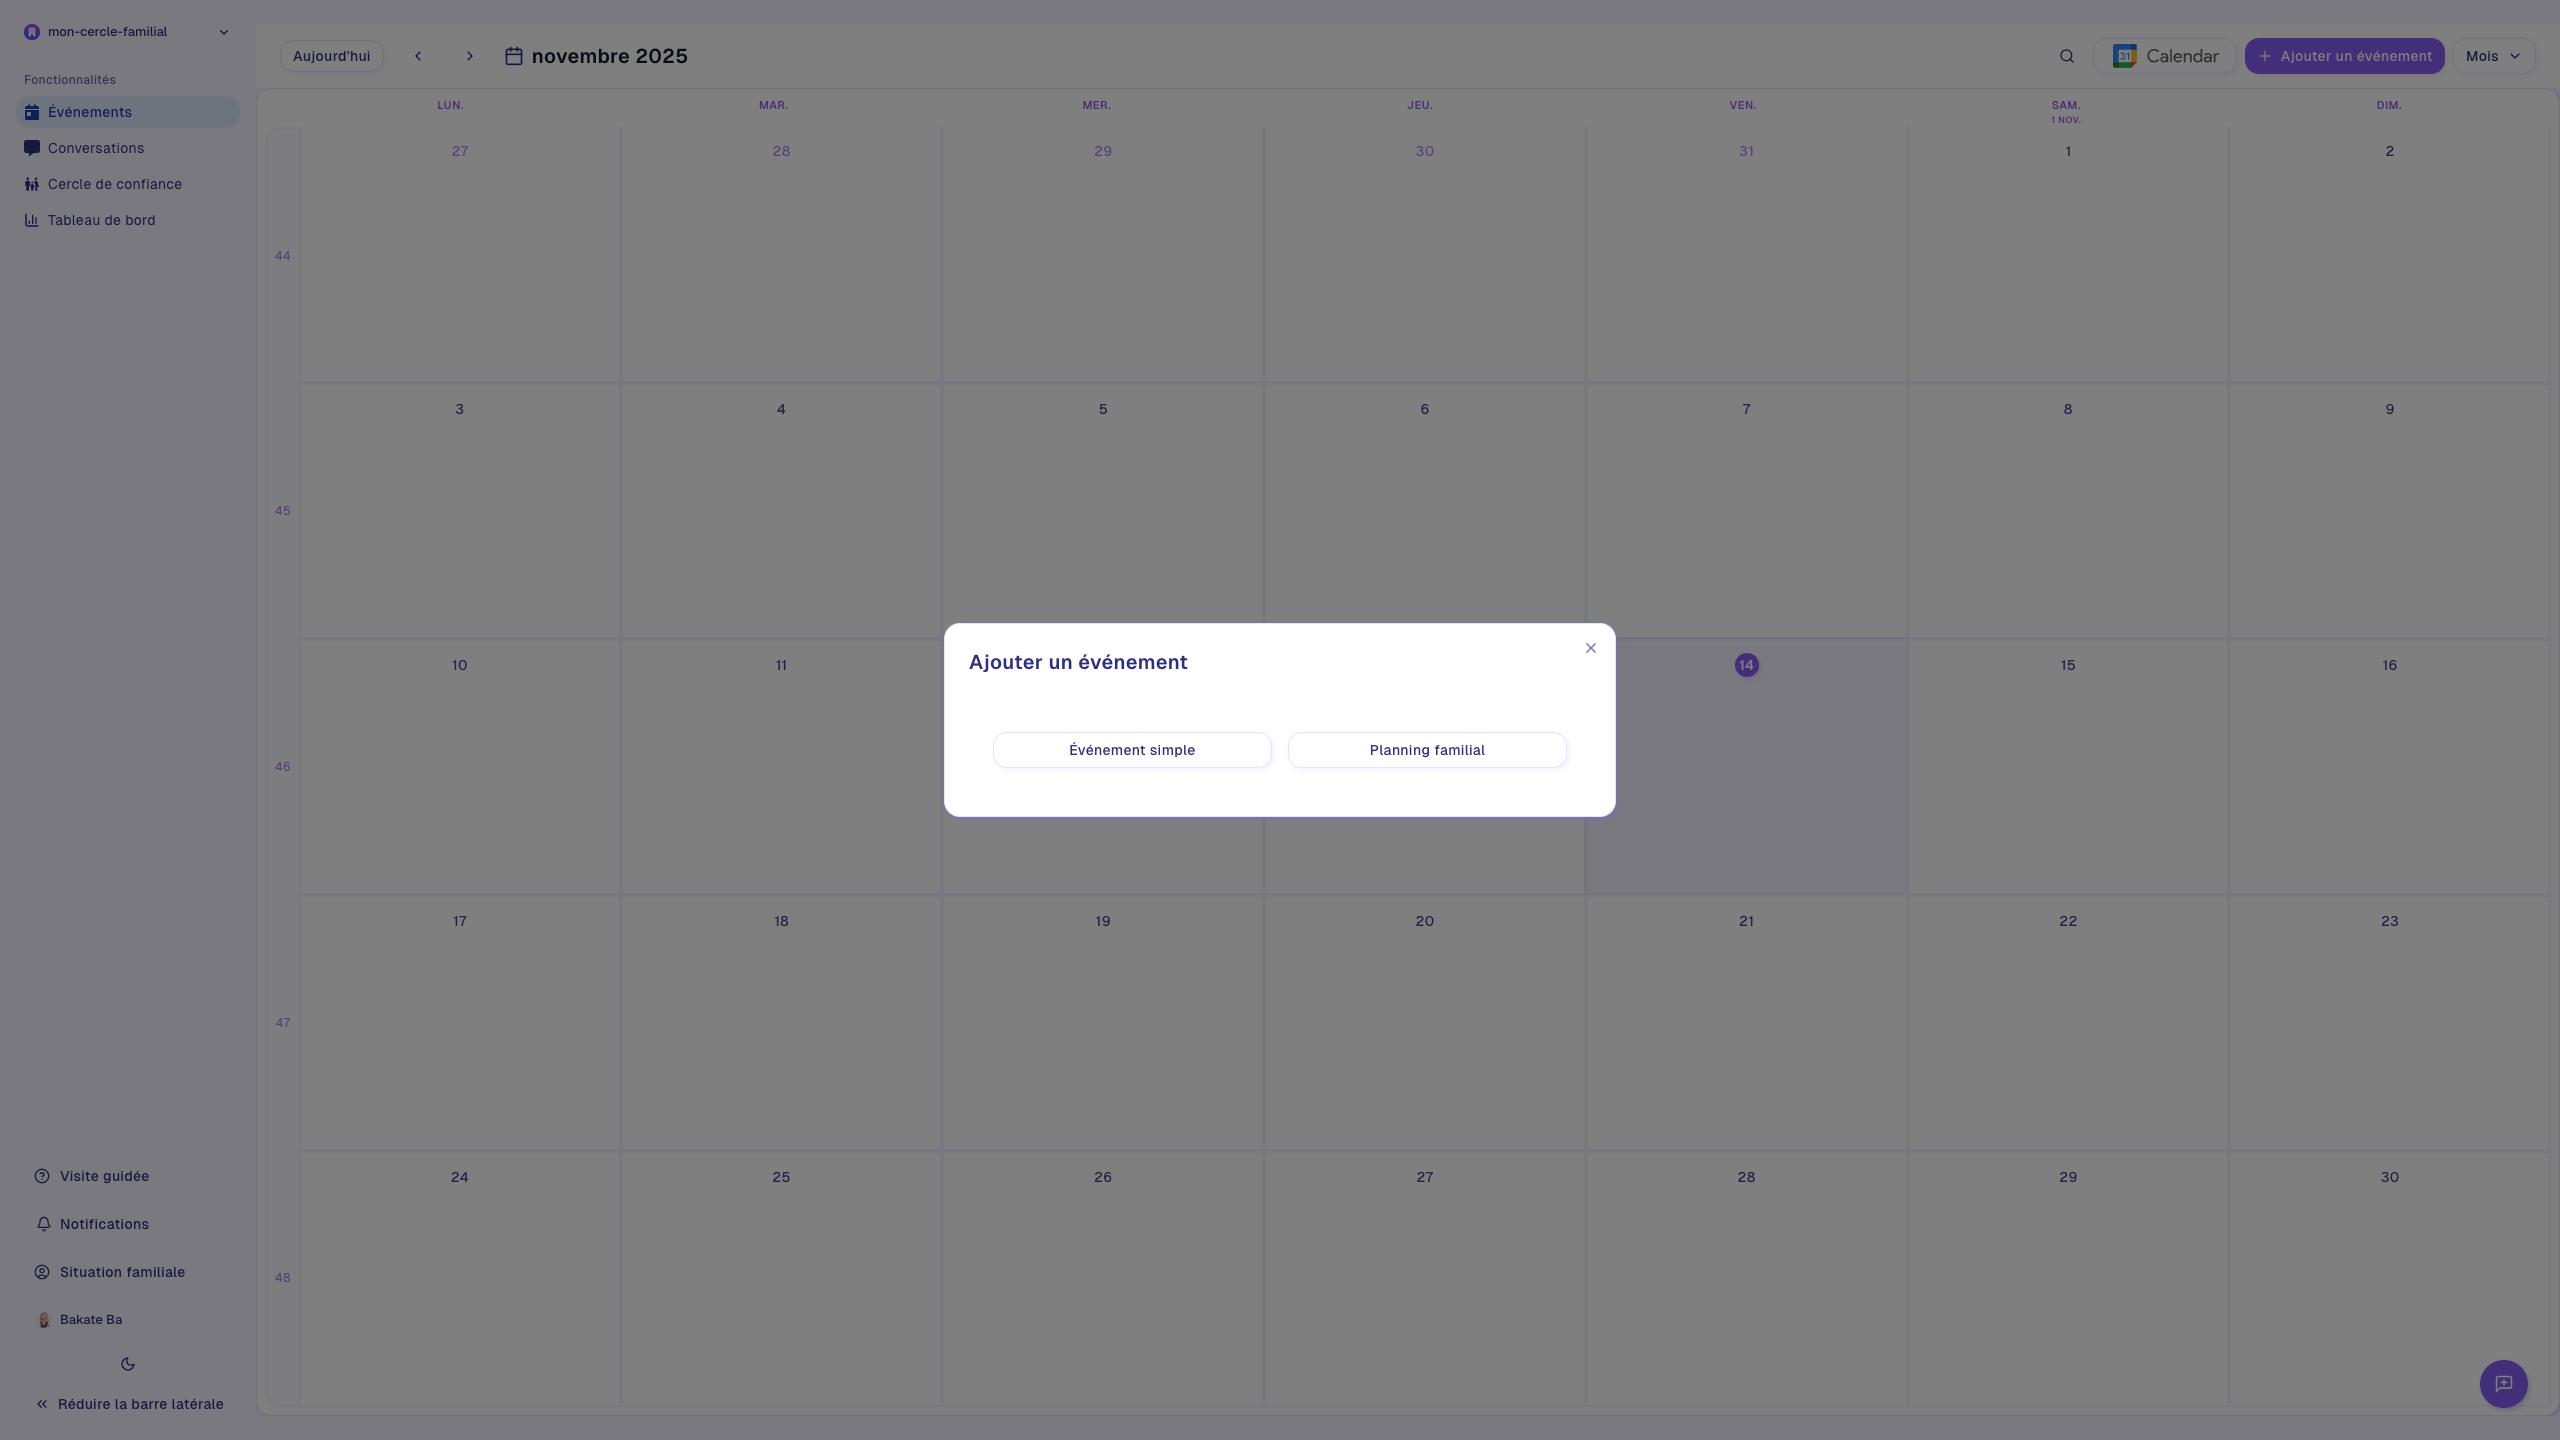 mon-cercle-familial
Fonctionnalités
Événements
Conversations
Cercle de confiance
Tableau de bord
Visite guidée
Notifications
Situation familiale
Bakate Ba
Réduire la barre latérale
Aujourd'hui
novembre 2025
31 Calendar
Ajouter un événement
Mois
LUN. MAR. MER. JEU. VEN. SAM. DIM.
1 NOV.
27 28 29 30 31 1 2
44
3 4 5 6 7 8 9
45
Ajouter un événement
Événement simple
Planning familial
10 11 14 15 16
46
17 18 19 20 21 22 23
47
24 25 26 27 28 29 30
48